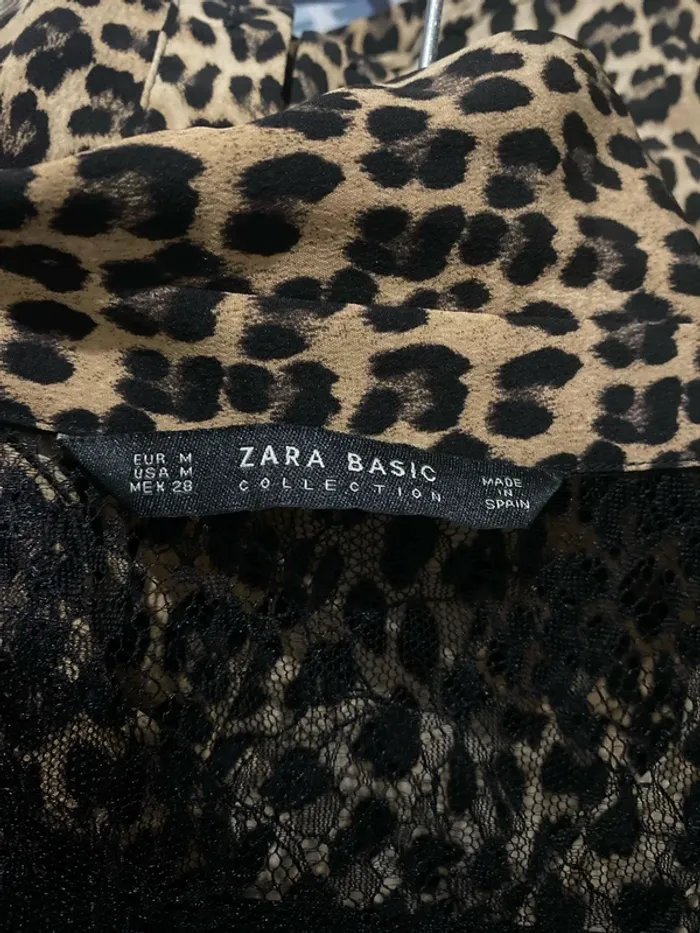 EUR M
USA M
MEX 28
ZARA BASIC
COLLECTION
MADE
IN
SPAIN